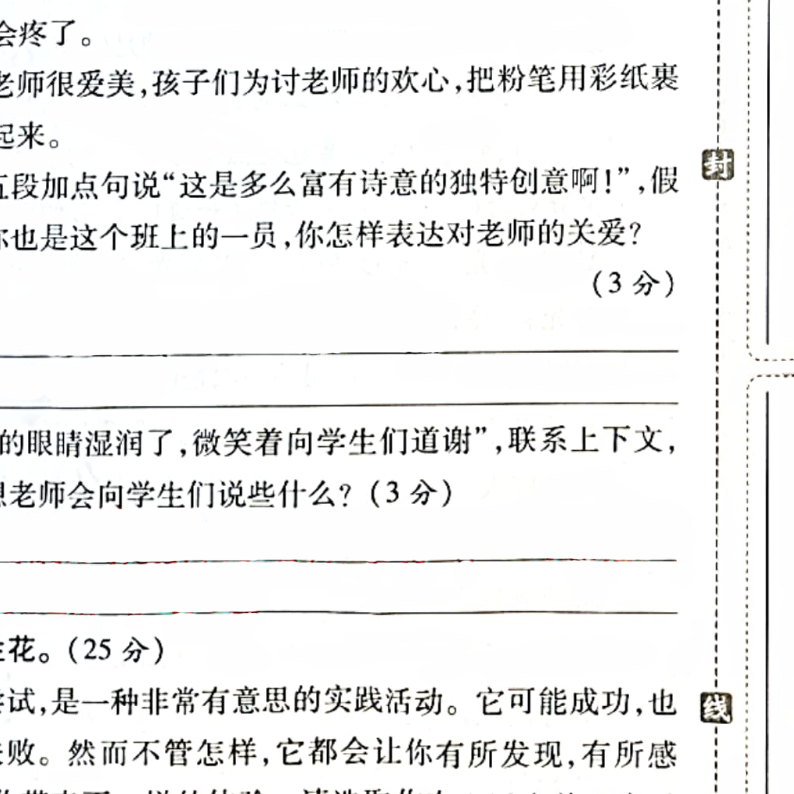 会疼了。
老师很爱美,孩子们为讨老师的欢心,把粉笔用彩纸裹
起来。
五段加点句说“这是多么富有诗意的独特创意啊!”,假
你也是这个班上的一员,你怎样表达对老师的关爱?
(3分)
的眼睛湿润了,微笑着向学生们道谢”,联系上下文,
想老师会向学生们说些什么?(3分)
花。(25分)
尝试,是一种非常有意思的实践活动。它可能成功,也
失败。然而不管怎样,它都会让你有所发现,有所感
封
线